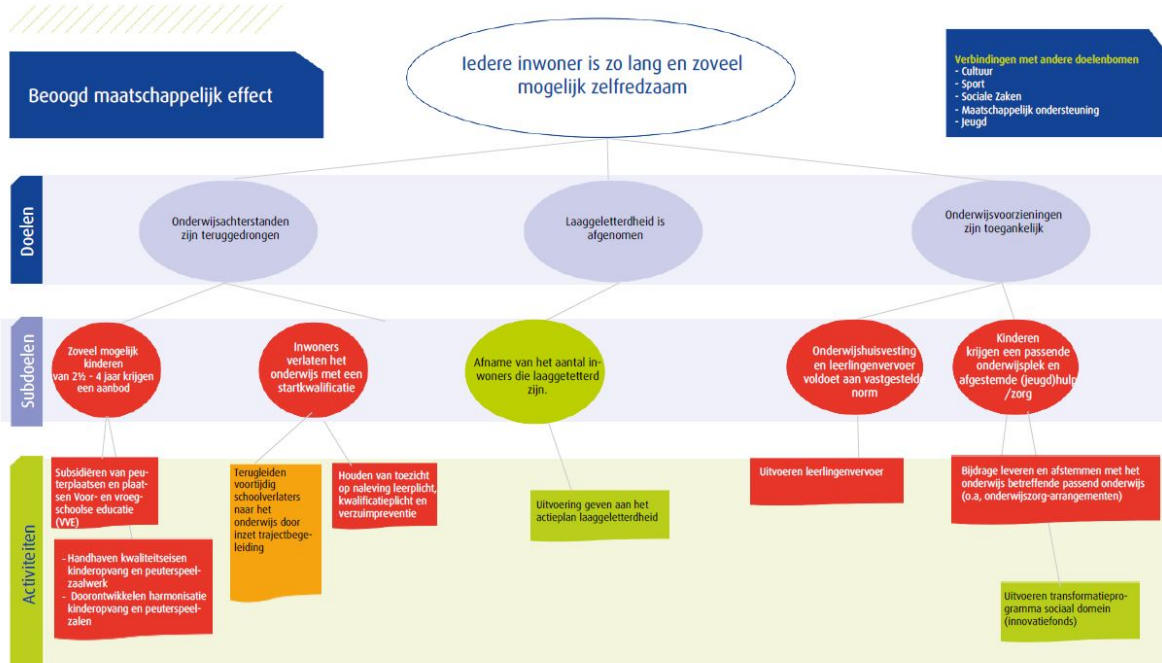 Beoogd maatschappelijk effect
Iedere inwoner is zo lang en zoveel
mogelijk zelfredzaam
Verbindingen met andere doelenbomen
- Cultuur
- Sport
- Sociale Zaken
- Maatschappelijk ondersteuning
- Jeugd
Doelen
Onderwijsachterstanden
zijn teruggedrongen
Laaggeletterdheid is
afgenomen
Onderwijsvoorzieningen
zijn toegankelijk
Subdoelen
Zoveel mogelijk
kinderen
van 2½ - 4 jaar krijgen
een aanbod
Inwoners
verlaten het
onderwijs met een
startkwalificatie
Afname van het aantal in-
woners die laaggetetterd
zijn.
Onderwijshuisvesting
en leerlingenvervoer
voldoet aan vastgestelde
norm
Kinderen
krijgen een passende
onderwijsplek en
afgestemde (jeugd)hulp
/zorg
Activiteiten
Subsidiëren van peu-
terplaatsen en plaat-
sen Voor- en vroeg-
schoolse educatie
(VVE)
- Handhaven kwaliteitseisen
kinderopvang en peuterspeel-
zaalwerk
- Doorontwikkelen harmonisatie
kinderopvang en peuterspeel-
zalen
Terugleiden
voortijdig
schoolverlaters
naar het
onderwijs door
inzet trajectbege-
leiding
Houden van toezicht
op naleving leerplicht,
kwalificatieplicht en
verzuimpreventie
Uitvoering geven aan het
actieplan laaggeletterdheid
Uitvoeren leerlingenvervoer
Bijdrage leveren en afstemmen met het
onderwijs betreffende passend onderwijs
(o.a, onderwijszorg-arrangementen)
Uitvoeren transformatiepro-
gramma sociaal domein
(innovatiefonds)